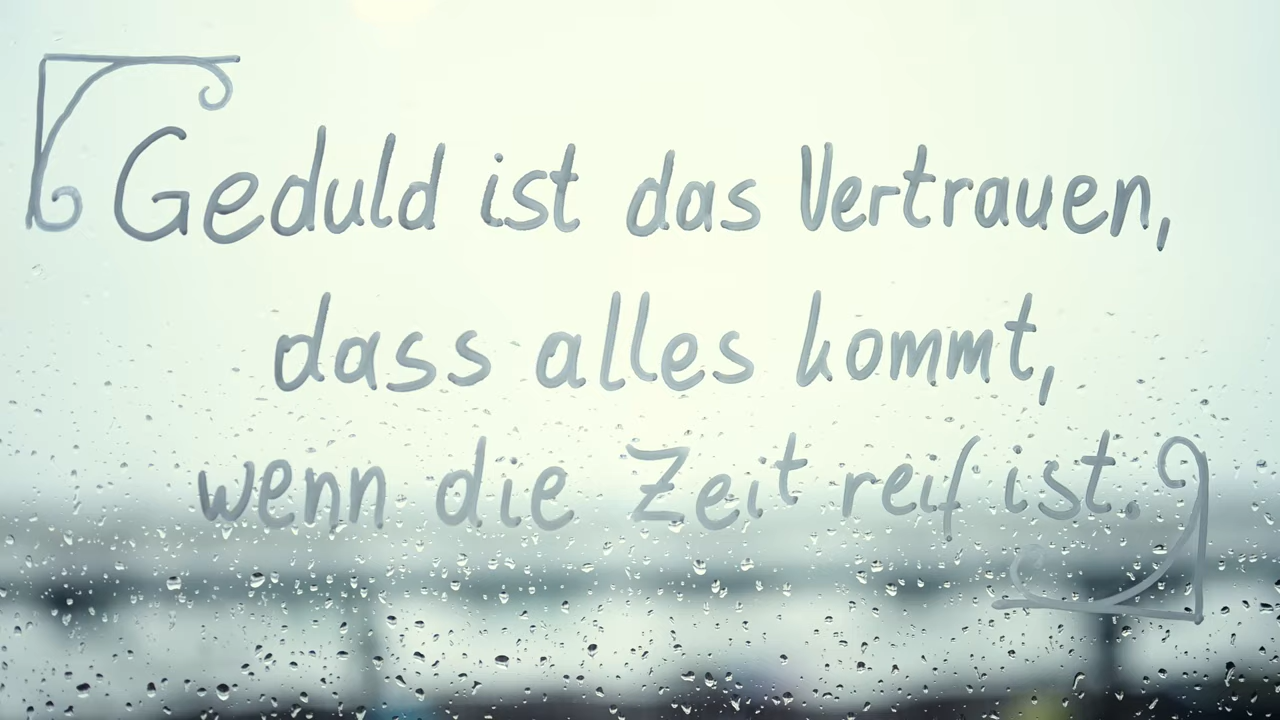 Geduld ist das Vertrauen,
dass alles kommt,
wenn die Zeit reif ist.